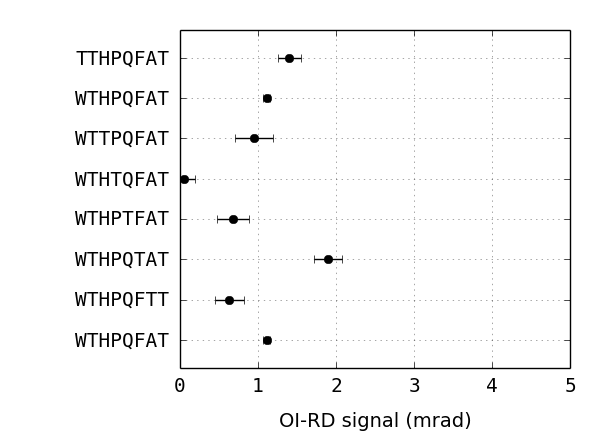 TTHPQFAT
WTHPQFAT
WTTPQFAT
WTHTQFAT
WTHPTFAT
WTHPQTAT
WTHPQFTT
WTHPQFAT
0 1 2 3 4 5
OI-RD signal (mrad)